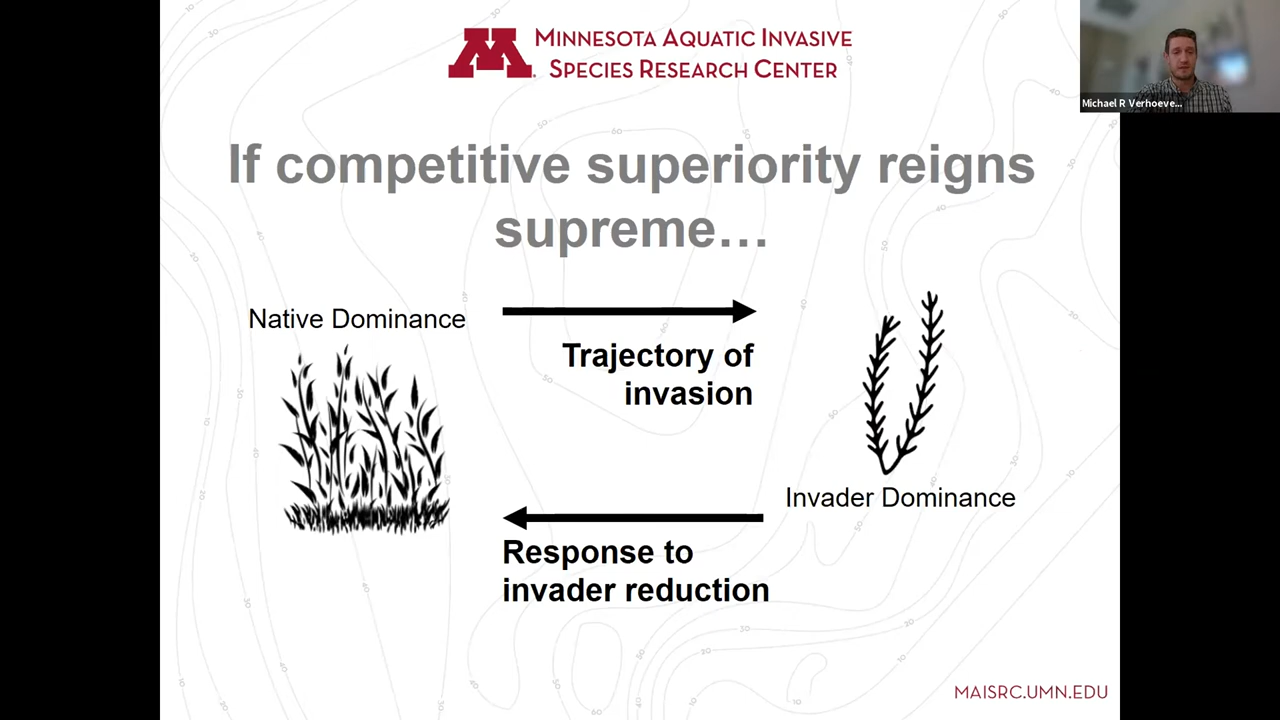 MINNESOTA AQUATIC INVASIVE
SPECIES RESEARCH CENTER
Michael R Verhoeve...
If competitive superiority reigns
supreme…
Native Dominance
Trajectory of
invasion
Invader Dominance
Response to
invader reduction
MAISRC.UMN.EDU